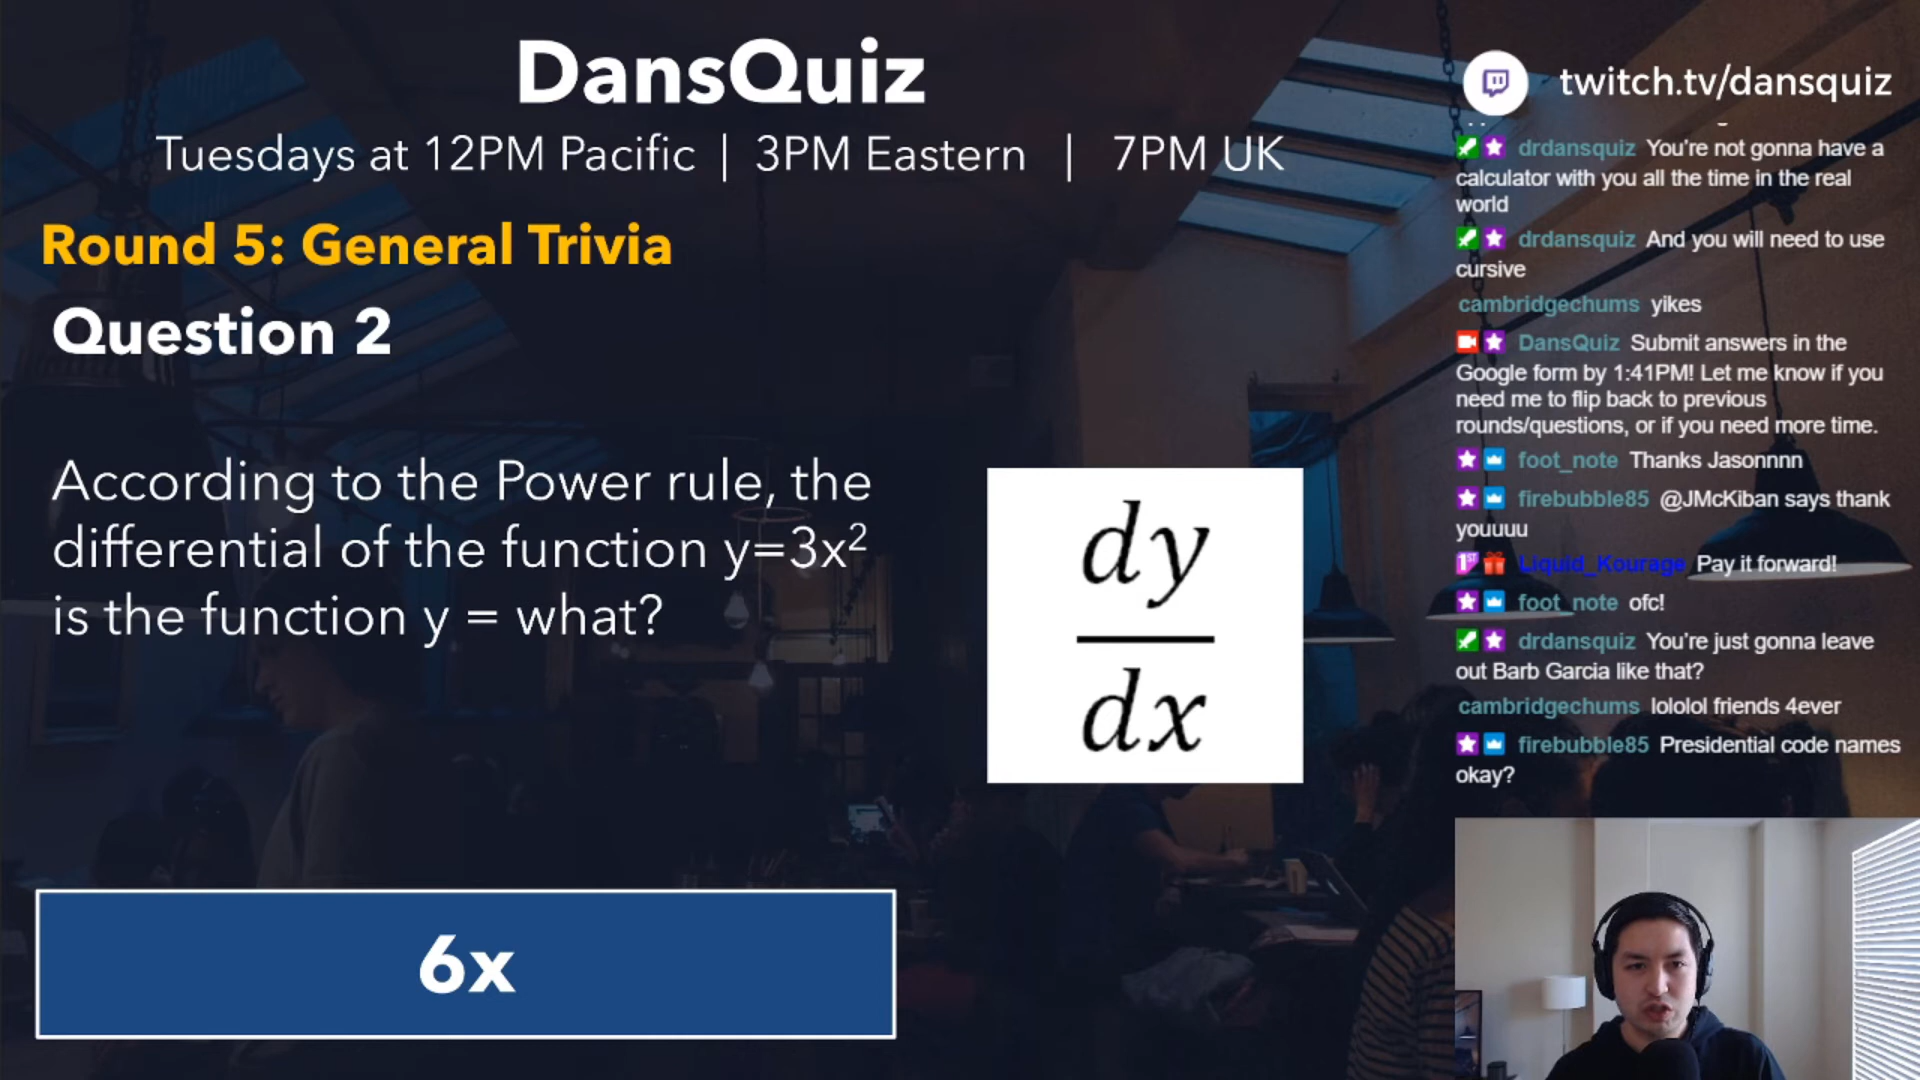 DansQuiz
Tuesdays at 12PM Pacific | 3PM Eastern | 7PM UK
Round 5: General Trivia
Question 2
According to the Power rule, the
differential of the function y=3x²
is the function y = what?
dy
dx
6x
twitch.tv/dansquiz
drdansquiz You're not gonna have a
calculator with you all the time in the real
world
drdansquiz And you will need to use
cursive
cambridgechums yikes
DansQuiz Submit answers in the
Google form by 1:41PM! Let me know if you
need me to flip back to previous
rounds/questions, or if you need more time.
foot_note Thanks Jasonnnn
firebubble85 @JMcKiban says thank
youuuu
Liquid_Kourage Pay it forward!
foot_note ofc!
drdansquiz You're just gonna leave
out Barb Garcia like that?
cambridgechums lololol friends 4ever
firebubble85 Presidential code names
okay?